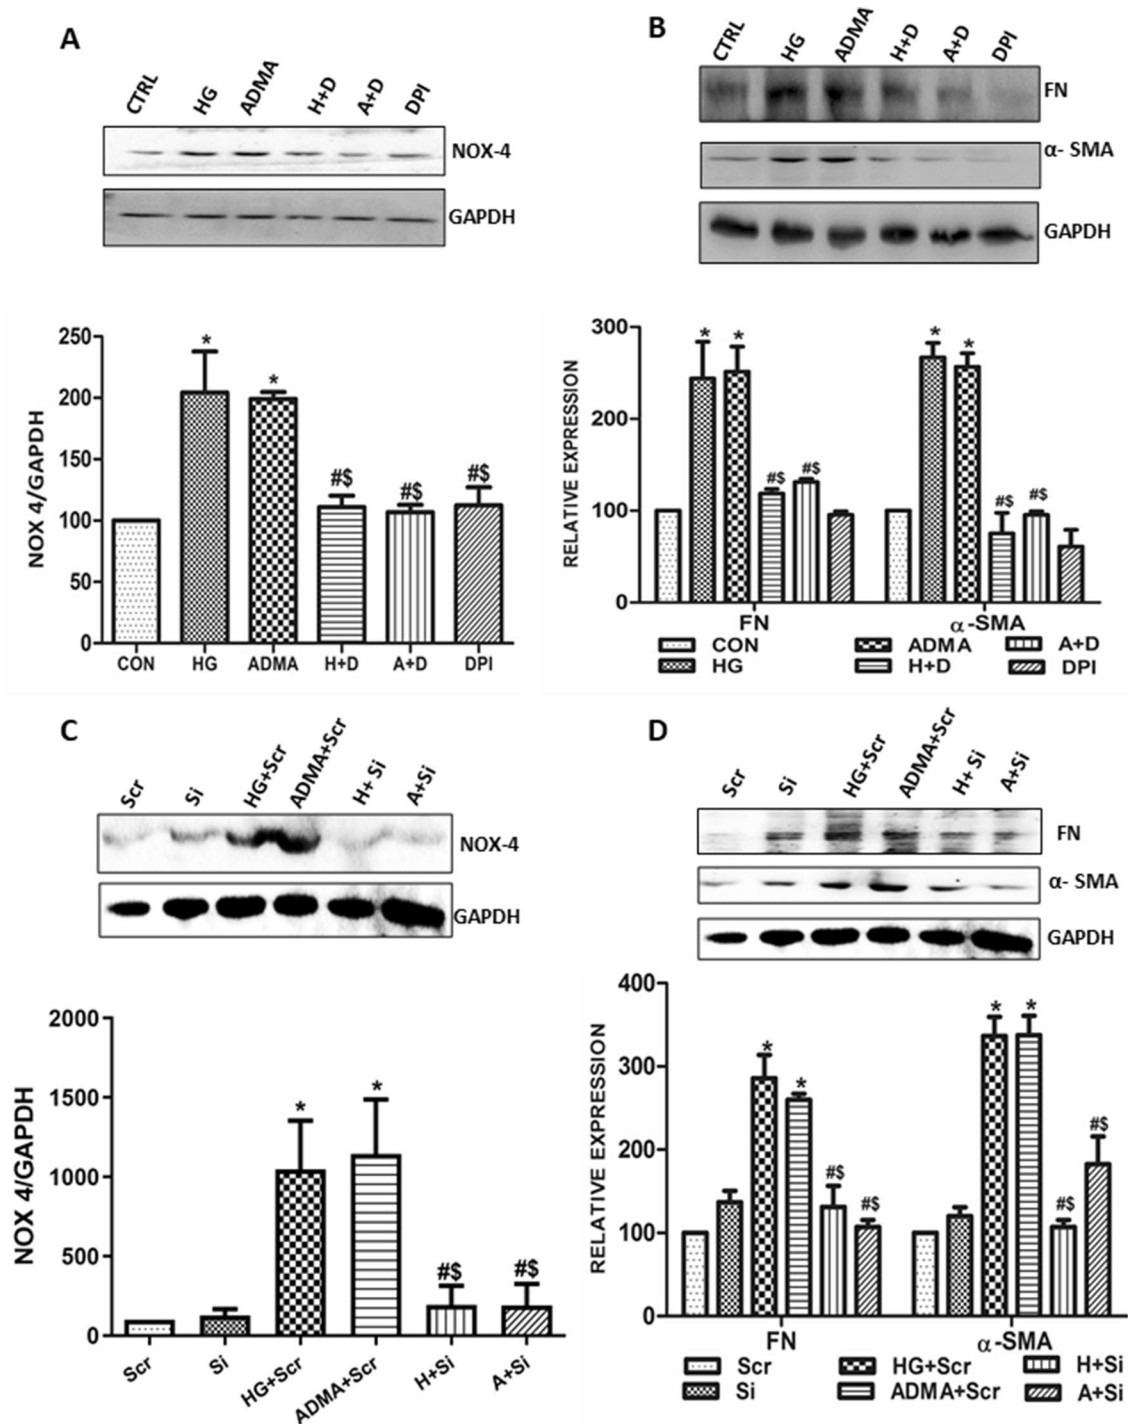 A
CTRL HG ADMA H+D A+D DPI
NOX-4
GAPDH
NOX 4/GAPDH
250
200
150
100
50
0
* * #$ #$ #$
CON HG ADMA H+D A+D DPI
B
CTRL HG ADMA H+D A+D DPI
FN
α- SMA
GAPDH
RELATIVE EXPRESSION
300
200
100
0
* * #$ #$ * * #$ #$
FN α-SMA
CON ADMA A+D
HG H+D DPI
C
Scr Si HG+Scr ADMA+Scr H+ Si A+Si
NOX-4
GAPDH
NOX 4/GAPDH
2000
1500
1000
500
0
* * #$ #$
Scr Si HG+Scr ADMA+Scr H+Si A+Si
D
Scr Si HG+Scr ADMA+Scr H+ Si A+Si
FN
α- SMA
GAPDH
RELATIVE EXPRESSION
400
300
200
100
0
* * #$ #$ * * #$ #$
FN α-SMA
Scr HG+Scr H+Si
Si ADMA+Scr A+Si